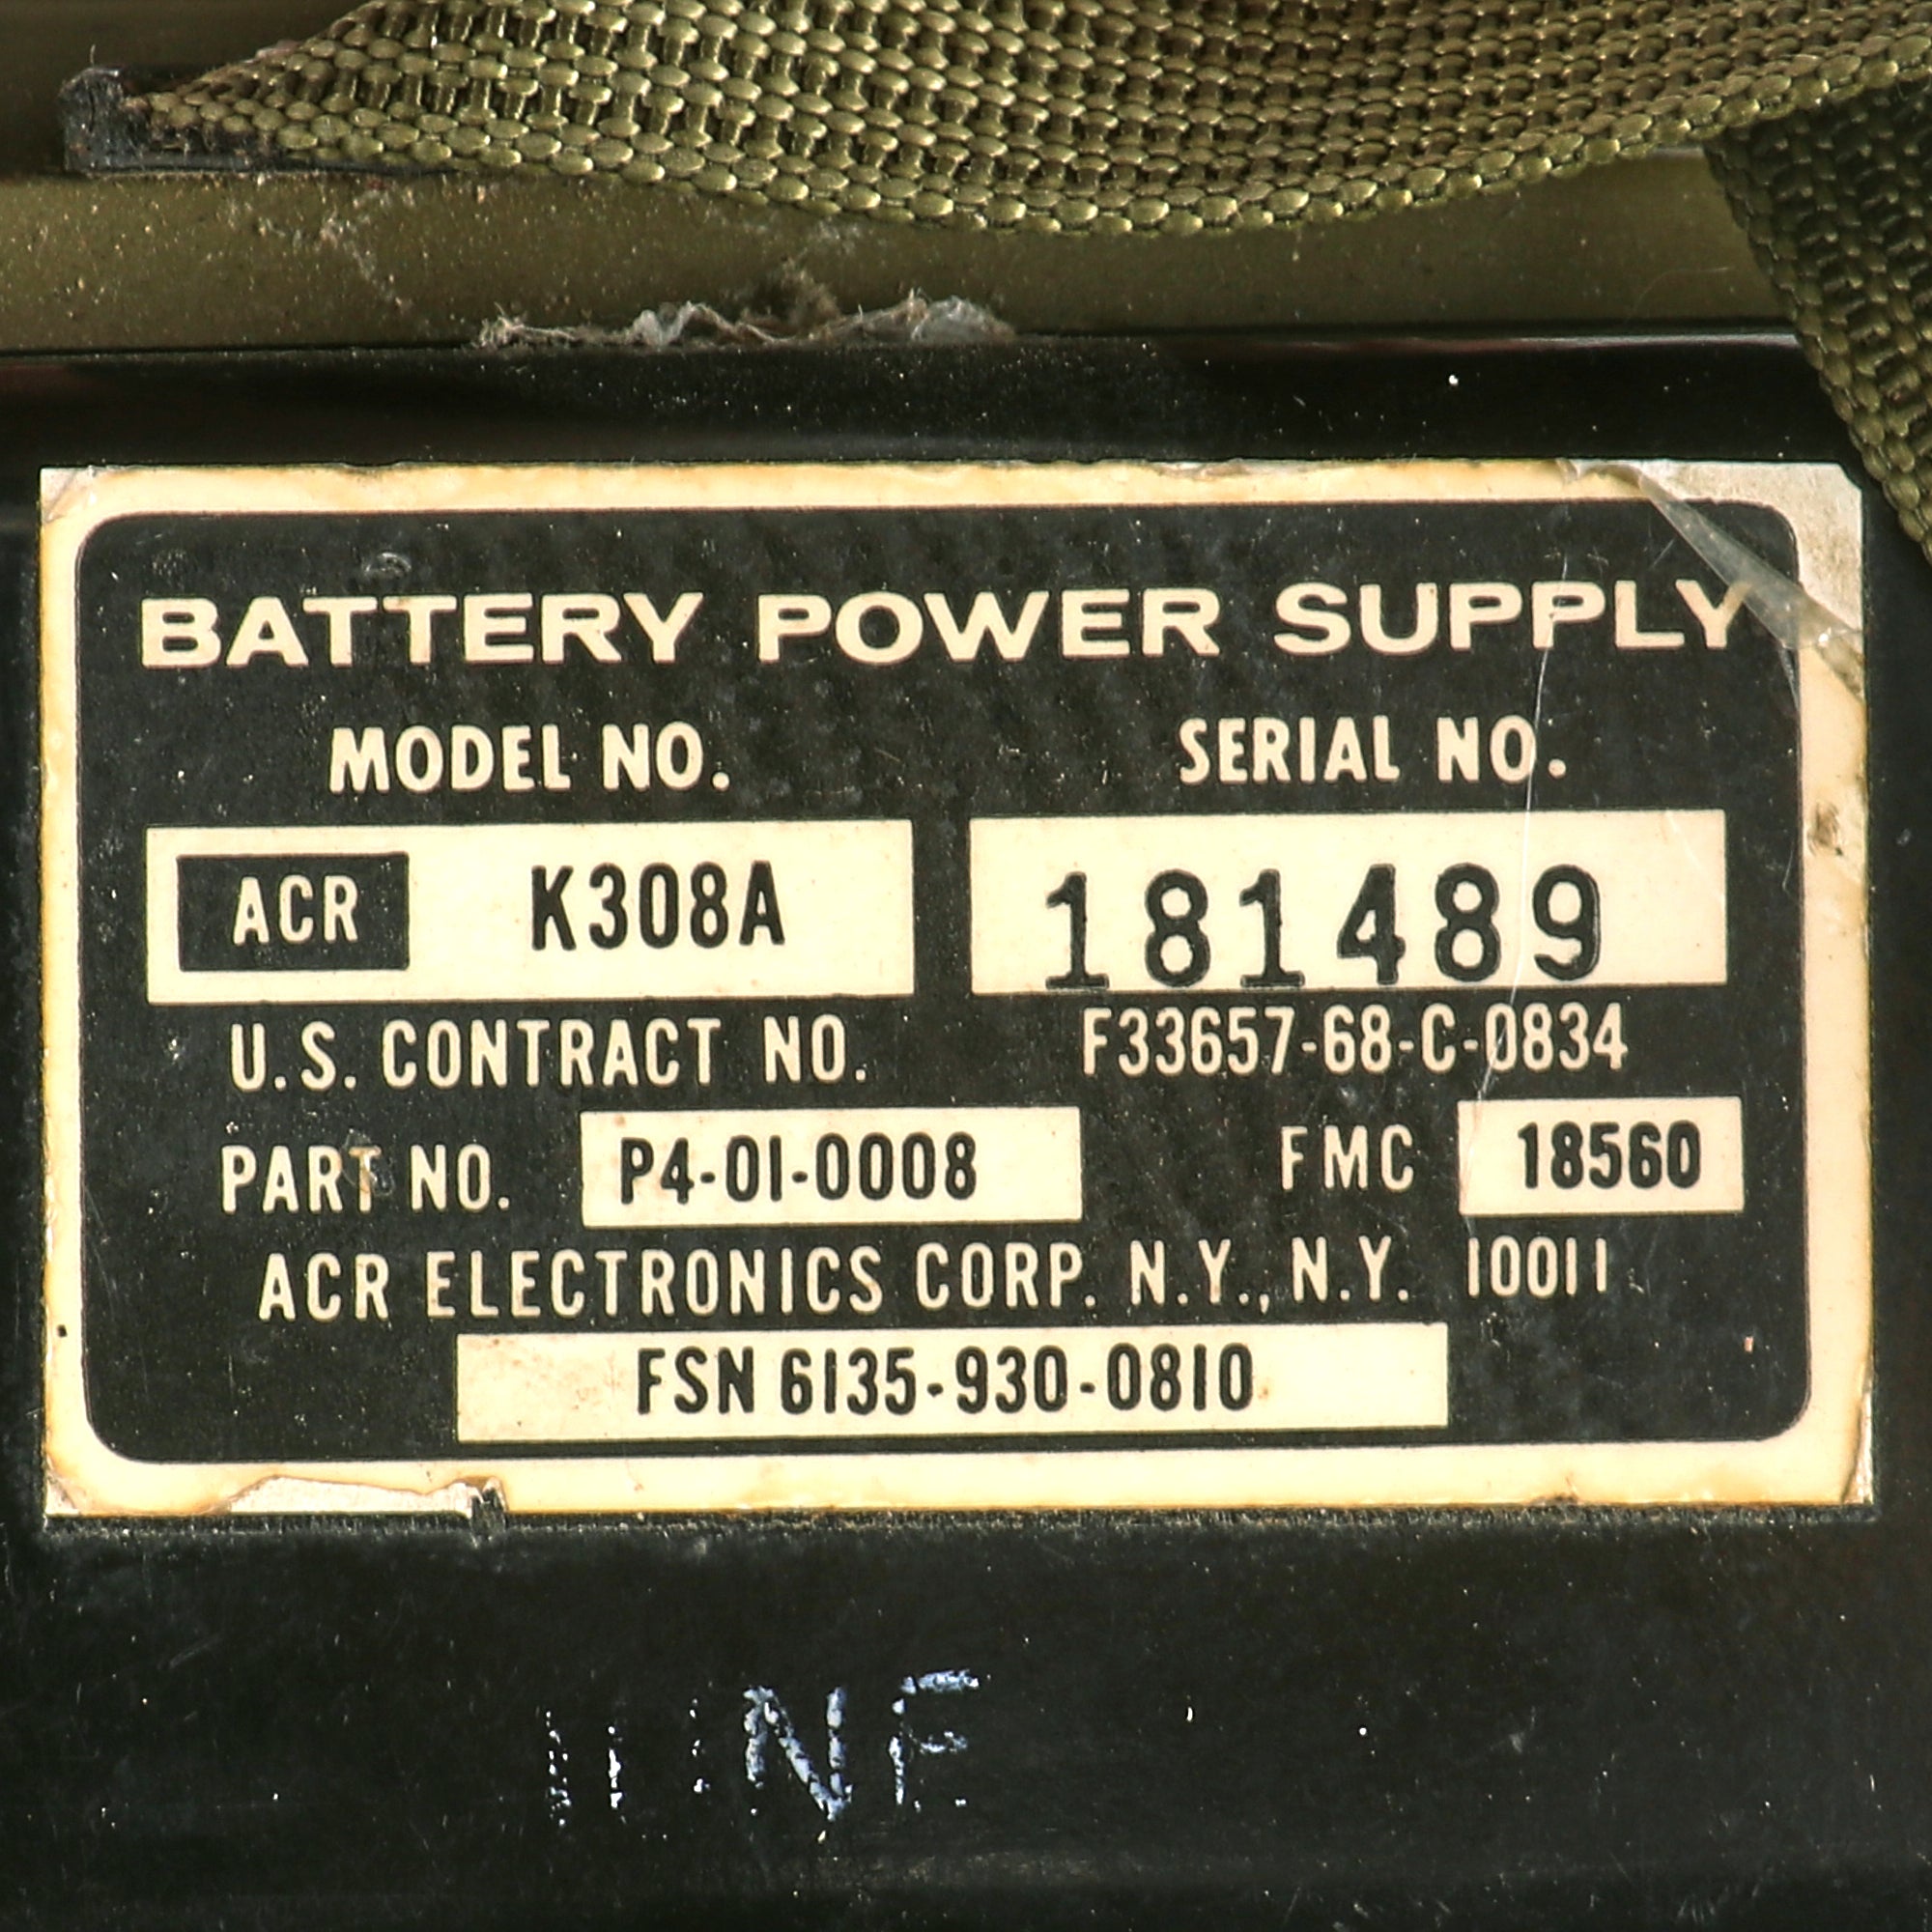 BATTERY POWER SUPPLY
MODEL NO. SERIAL NO.
ACR K308A 181489
U.S. CONTRACT NO. F33657-68-C-0834
PART NO. P4-01-0008 FMC 18560
ACR ELECTRONICS CORP. N.Y., N.Y. 10011
FSN 6135-930-0810